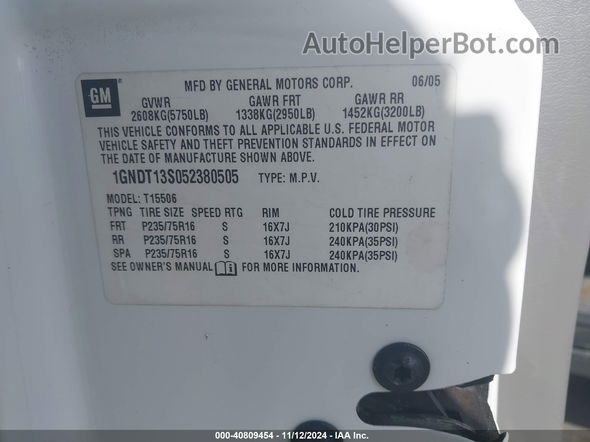 AutoHelperBot.com
GM
MFD BY GENERAL MOTORS CORP. 06/05
GVWR GAWR FRT GAWR RR
2608KG(5750LB) 1338KG(2950LB) 1452KG(3200LB)
THIS VEHICLE CONFORMS TO ALL APPLICABLE U.S. FEDERAL MOTOR
VEHICLE SAFETY AND THEFT PREVENTION STANDARDS IN EFFECT ON
THE DATE OF MANUFACTURE SHOWN ABOVE.
1GNDT13S052380505 TYPE: M.P.V.
MODEL: T15506
TPNG TIRE SIZE SPEED RTG RIM COLD TIRE PRESSURE
FRT P235/75R16 S 16X7J 210KPA(30PSI)
RR P235/75R16 S 16X7J 240KPA(35PSI)
SPA P235/75R16 S 16X7J 240KPA(35PSI)
SEE OWNER'S MANUAL FOR MORE INFORMATION.
000-40809454 - 11/12/2024 - IAA Inc.